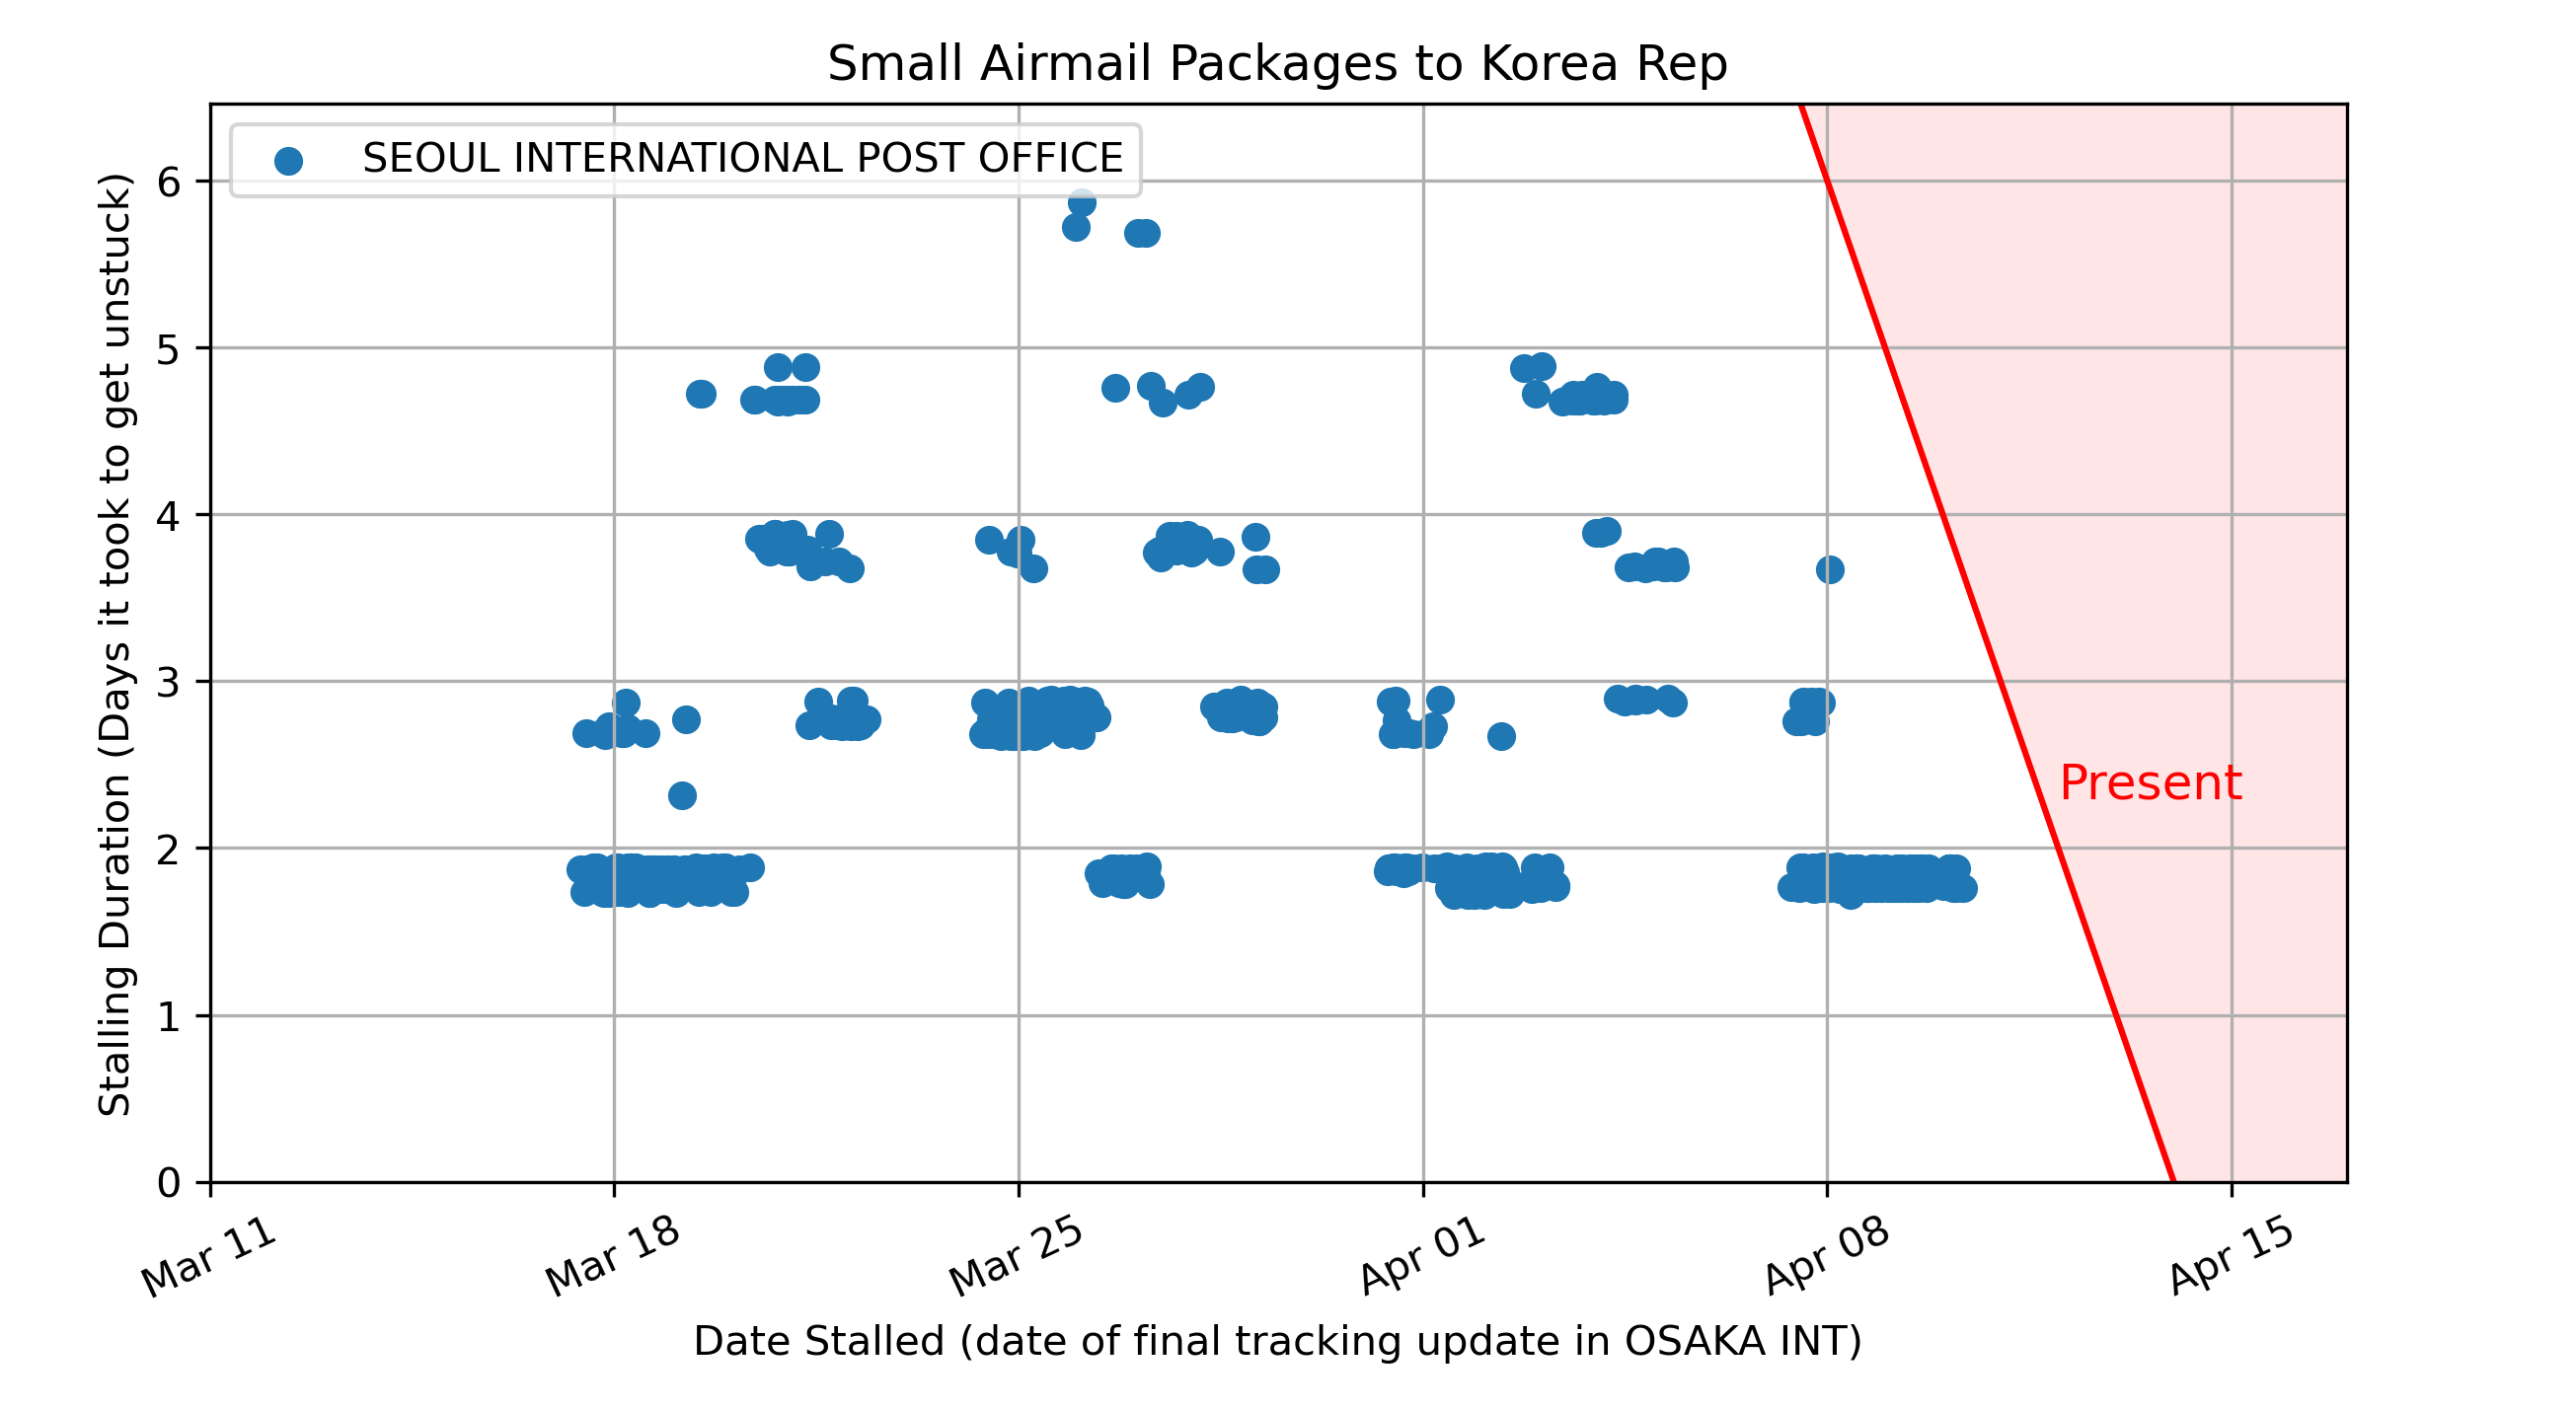 Small Airmail Packages to Korea Rep
SEOUL INTERNATIONAL POST OFFICE
Stalling Duration (Days it took to get unstuck)
6
5
4
3
2
1
0
Present
Mar 11
Mar 18
Mar 25
Apr 01
Apr 08
Apr 15
Date Stalled (date of final tracking update in OSAKA INT)